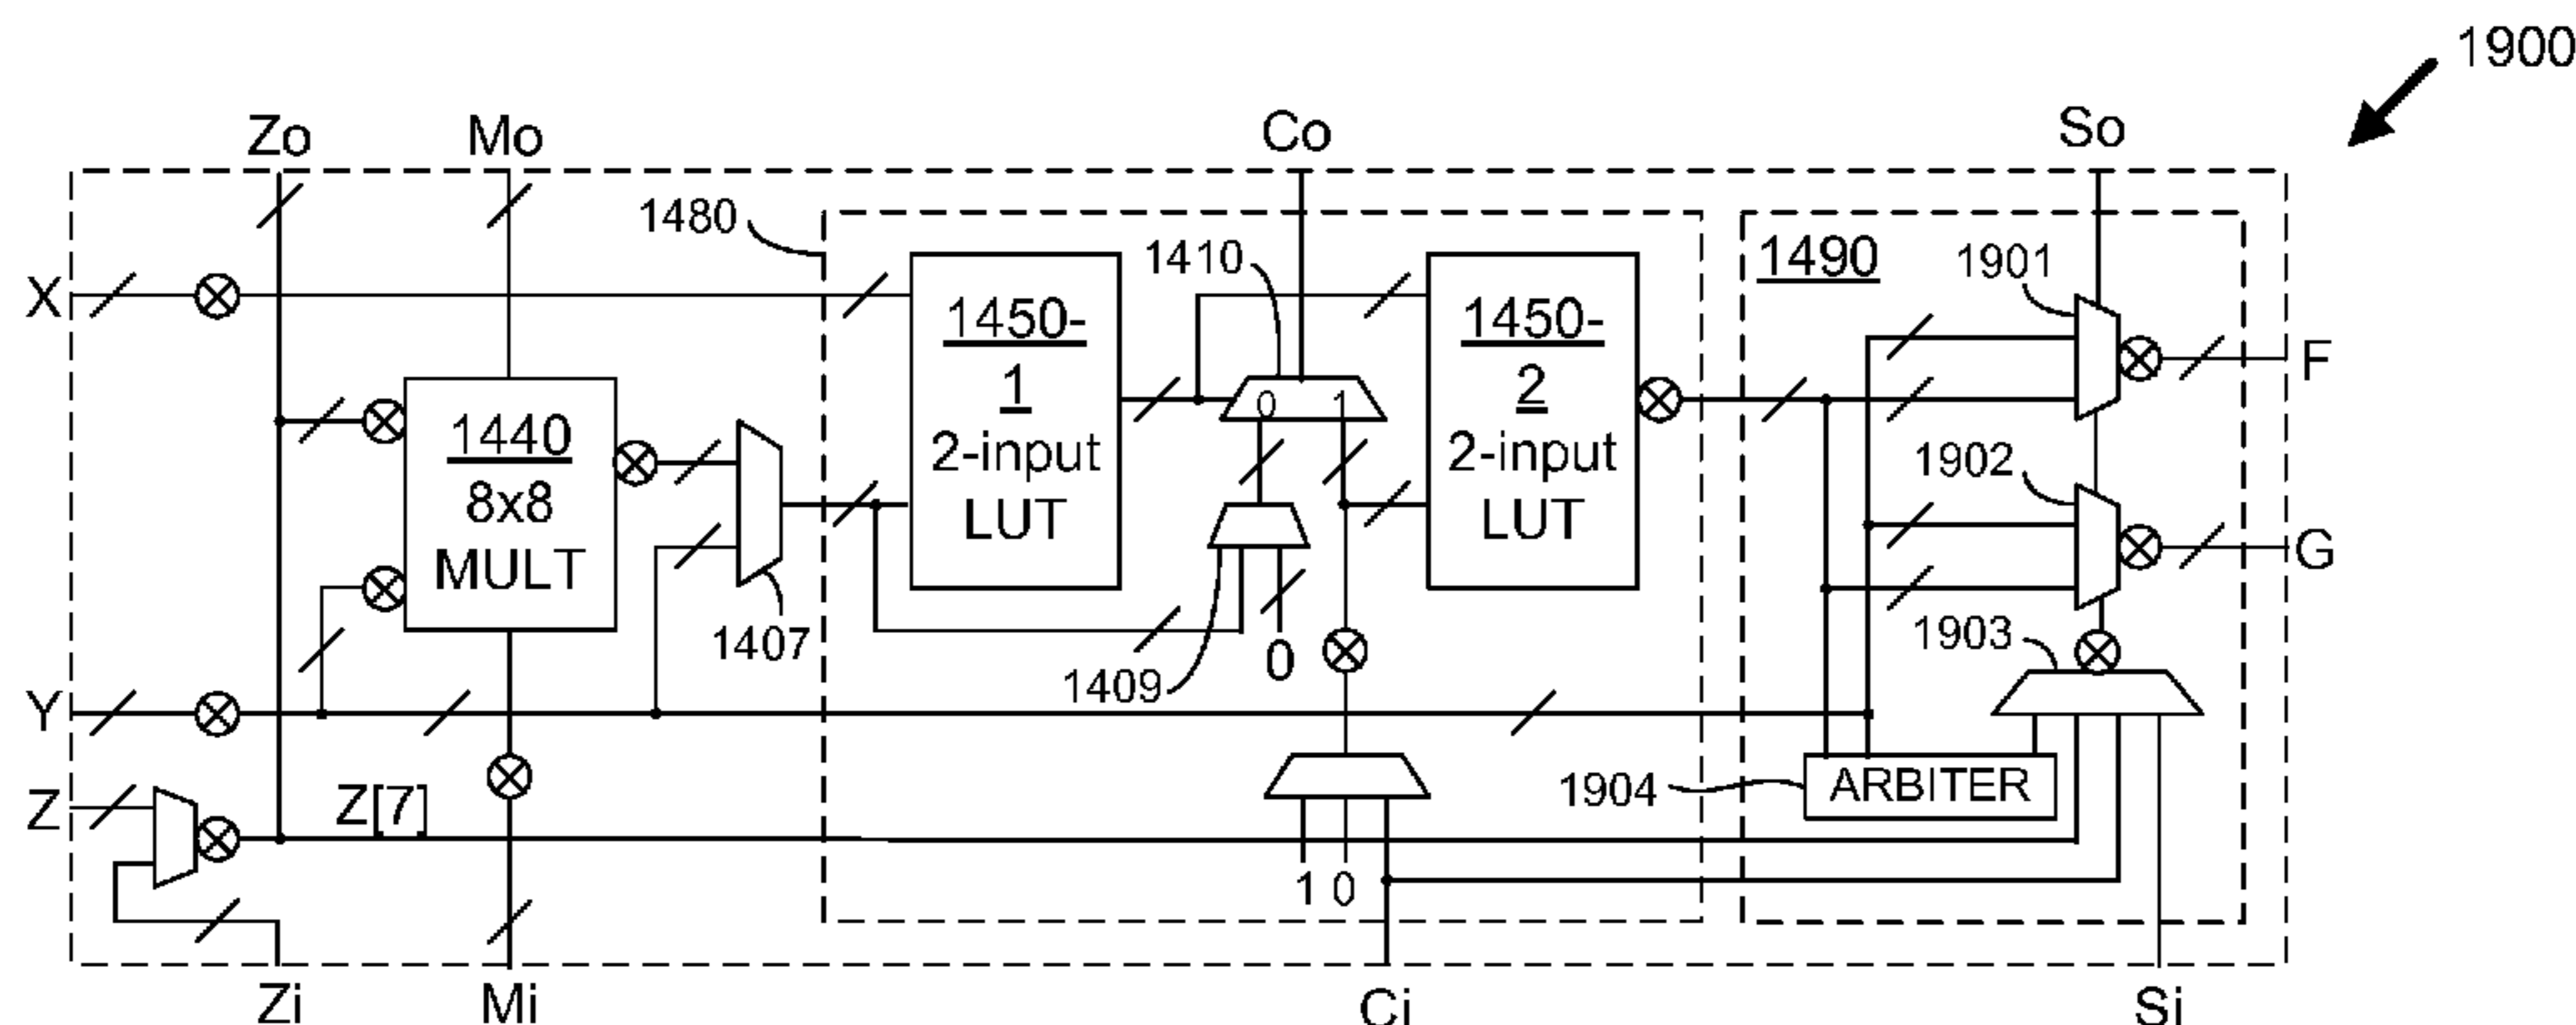 1900
Zo
Mo
Co
So
1480
1410
1490
1901
X
1450-
1
2-input
LUT
0
1
1450-
2
2-input
LUT
F
1440
8x8
MULT
1902
G
1407
1409
0
1903
Y
1904
ARBITER
Z
Z[7]
1 0
Zi
Mi
Ci
Si